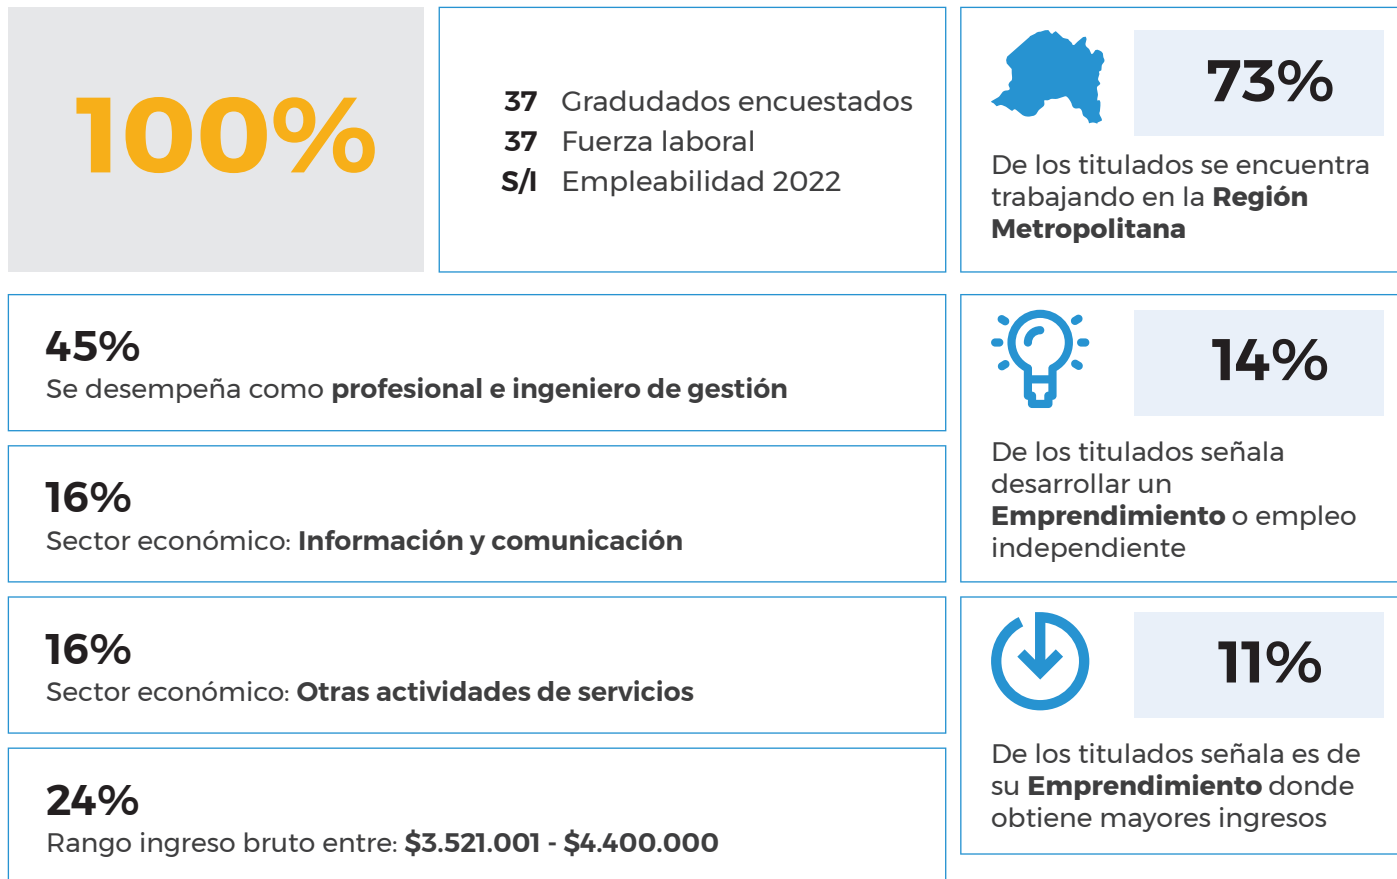 100%
37 Gradudados encuestados
37 Fuerza laboral
S/I Empleabilidad 2022
73%
De los titulados se encuentra
trabajando en la Región
Metropolitana
45%
Se desempeña como profesional e ingeniero de gestión
16%
Sector económico: Información y comunicación
16%
Sector económico: Otras actividades de servicios
24%
Rango ingreso bruto entre: $3.521.001 - $4.400.000
14%
De los titulados señala
desarrollar un
Emprendimiento o empleo
independiente
11%
De los titulados señala es de
su Emprendimiento donde
obtiene mayores ingresos